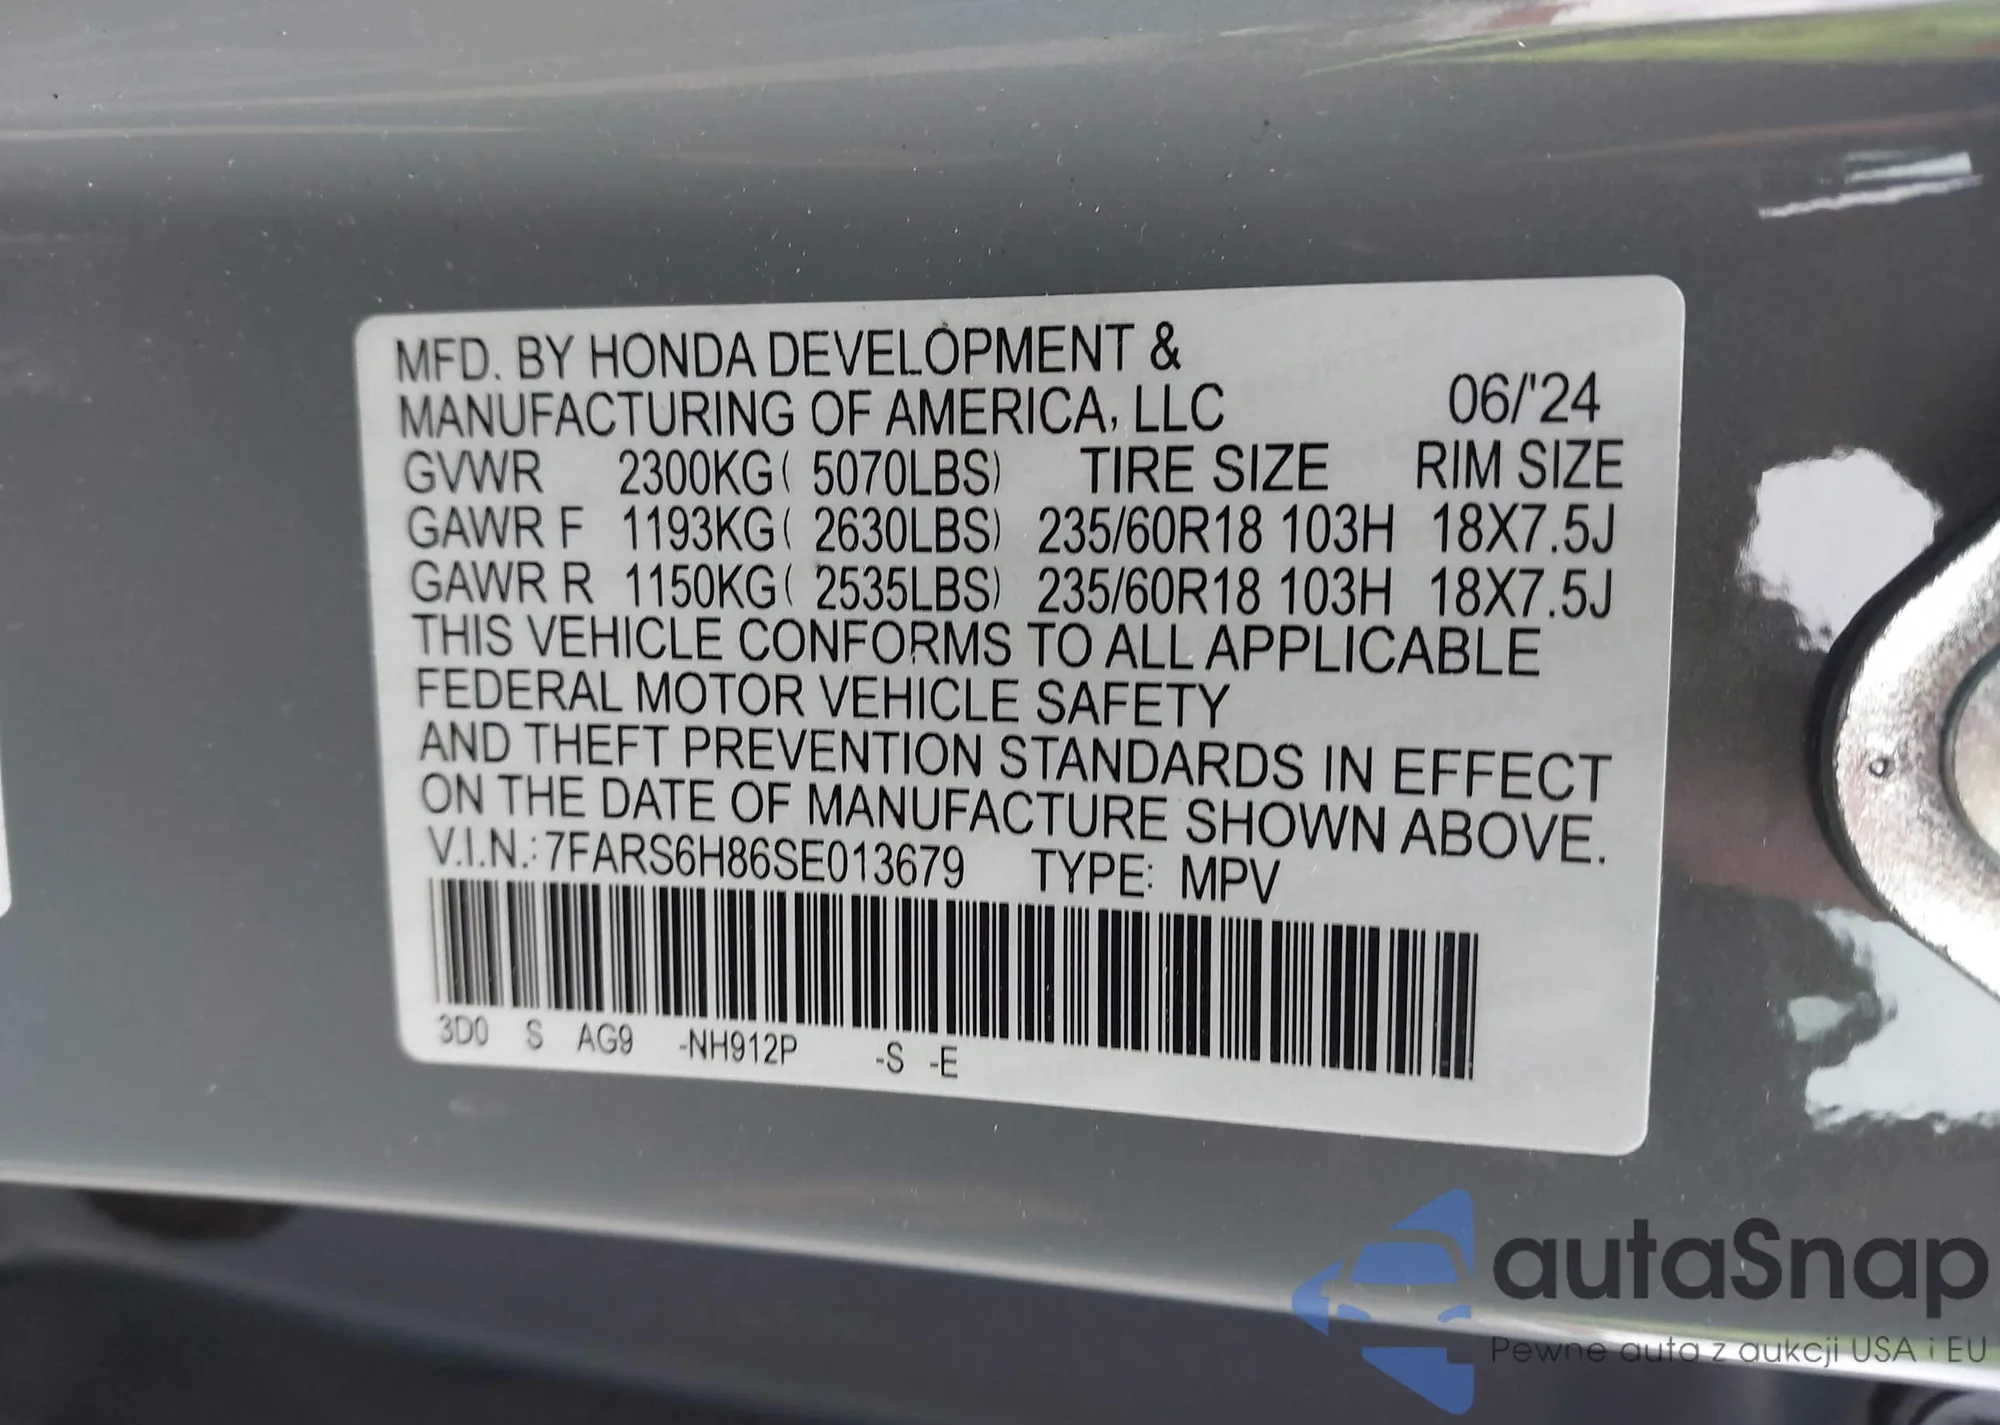 MFD. BY HONDA DEVELOPMENT &
MANUFACTURING OF AMERICA, LLC 06/'24
GVWR 2300KG( 5070LBS) TIRE SIZE RIM SIZE
GAWR F 1193KG( 2630LBS) 235/60R18 103H 18X7.5J
GAWR R 1150KG( 2535LBS) 235/60R18 103H 18X7.5J
THIS VEHICLE CONFORMS TO ALL APPLICABLE
FEDERAL MOTOR VEHICLE SAFETY
AND THEFT PREVENTION STANDARDS IN EFFECT
ON THE DATE OF MANUFACTURE SHOWN ABOVE.
V.I.N.: 7FARS6H86SE013679 TYPE: MPV
3D0 S AG9 -NH912P -S -E
autaSnap
Pewne auta z aukcji USA i EU